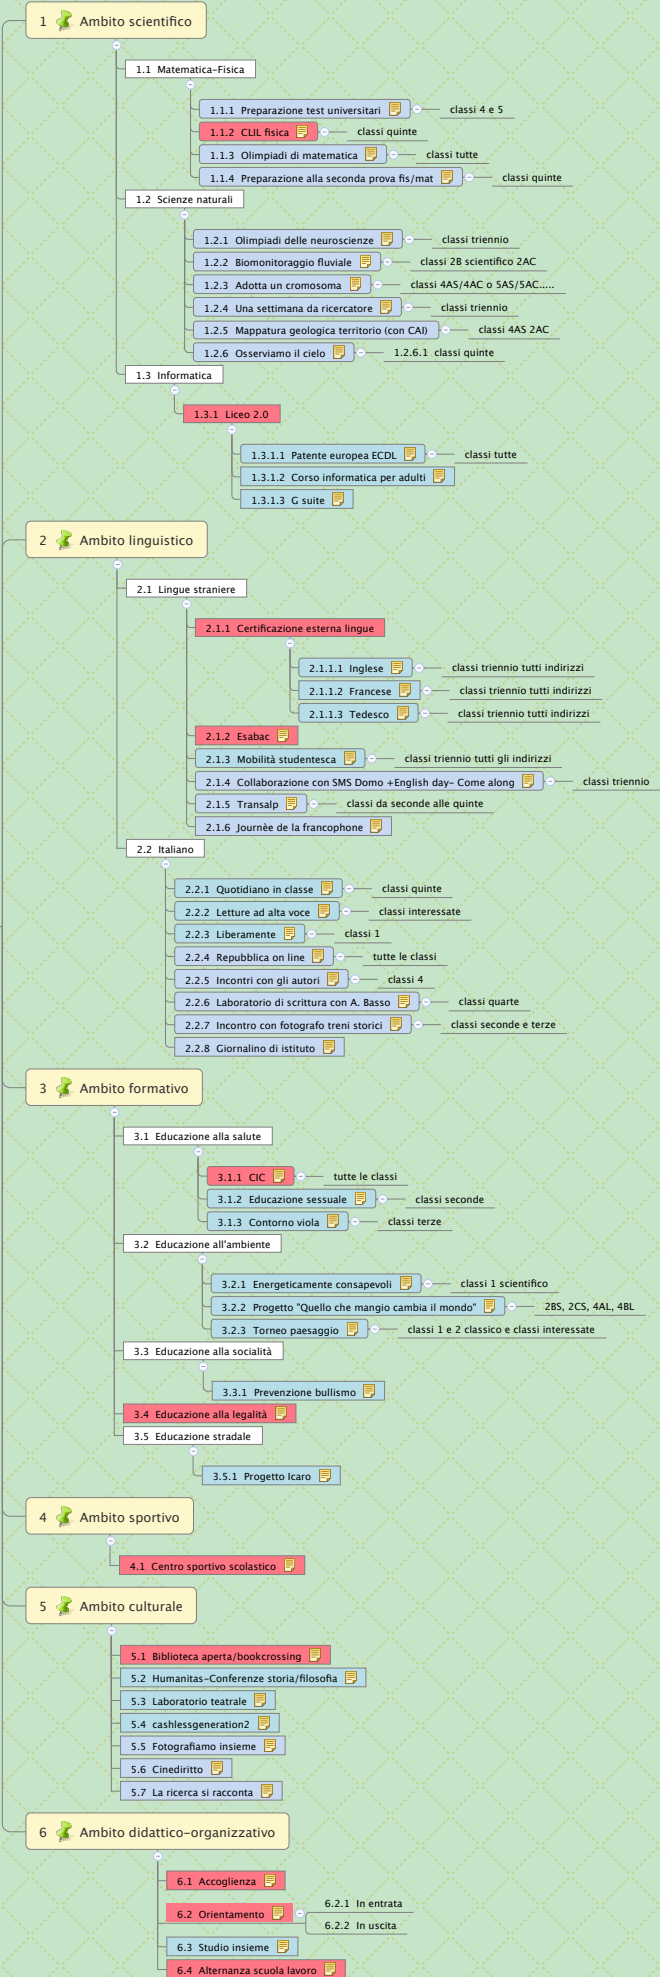 1 Ambito scientifico
1.1 Matematica-Fisica
1.1.1 Preparazione test universitari classi 4 e 5
1.1.2 CLIL fisica classi quinte
1.1.3 Olimpiadi di matematica classi tutte
1.1.4 Preparazione alla seconda prova fis/mat classi quinte
1.2 Scienze naturali
1.2.1 Olimpiadi delle neuroscienze classi triennio
1.2.2 Biomonitoraggio fluviale classi 2B scientifico 2AC
1.2.3 Adotta un cromosoma classi 4AS/4AC o 5AS/5AC.....
1.2.4 Una settimana da ricercatore classi triennio
1.2.5 Mappatura geologica territorio (con CAI) classi 4AS 2AC
1.2.6 Osserviamo il cielo 1.2.6.1 classi quinte
1.3 Informatica
1.3.1 Liceo 2.0
1.3.1.1 Patente europea ECDL classi tutte
1.3.1.2 Corso informatica per adulti
1.3.1.3 G suite
2 Ambito linguistico
2.1 Lingue straniere
2.1.1 Certificazione esterna lingue
2.1.1.1 Inglese classi triennio tutti indirizzi
2.1.1.2 Francese classi triennio tutti indirizzi
2.1.1.3 Tedesco classi triennio tutti indirizzi
2.1.2 Esabac
2.1.3 Mobilità studentesca classi triennio tutti gli indirizzi
2.1.4 Collaborazione con SMS Domo +English day- Come along classi triennio
2.1.5 Transalp classi da seconde alle quinte
2.1.6 Journèe de la francophone
2.2 Italiano
2.2.1 Quotidiano in classe classi quinte
2.2.2 Letture ad alta voce classi interessate
2.2.3 Liberamente classi 1
2.2.4 Repubblica on line tutte le classi
2.2.5 Incontri con gli autori classi 4
2.2.6 Laboratorio di scrittura con A. Basso classi quarte
2.2.7 Incontro con fotografo treni storici classi seconde e terze
2.2.8 Giornalino di istituto
3 Ambito formativo
3.1 Educazione alla salute
3.1.1 CIC tutte le classi
3.1.2 Educazione sessuale classi seconde
3.1.3 Contorno viola classi terze
3.2 Educazione all'ambiente
3.2.1 Energeticamente consapevoli classi 1 scientifico
3.2.2 Progetto "Quello che mangio cambia il mondo" 2BS, 2CS, 4AL, 4BL
3.2.3 Torneo paesaggio classi 1 e 2 classico e classi interessate
3.3 Educazione alla socialità
3.3.1 Prevenzione bullismo
3.4 Educazione alla legalità
3.5 Educazione stradale
3.5.1 Progetto Icaro
4 Ambito sportivo
4.1 Centro sportivo scolastico
5 Ambito culturale
5.1 Biblioteca aperta/bookcrossing
5.2 Humanitas-Conferenze storia/filosofia
5.3 Laboratorio teatrale
5.4 cashlessgeneration2
5.5 Fotografiamo insieme
5.6 Cinediritto
5.7 La ricerca si racconta
6 Ambito didattico-organizzativo
6.1 Accoglienza
6.2 Orientamento
6.2.1 In entrata
6.2.2 In uscita
6.3 Studio insieme
6.4 Alternanza scuola lavoro